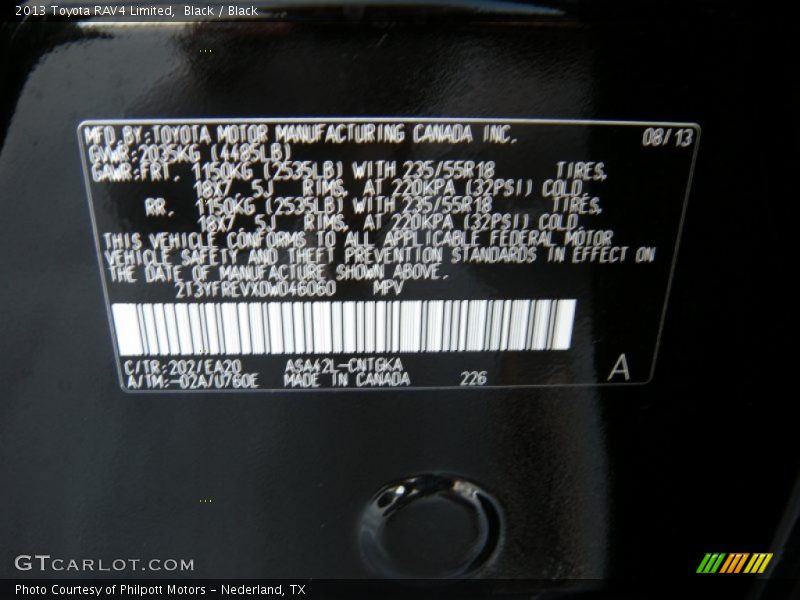 2013 Toyota RAV4 Limited,  Black / Black
MFD BY:TOYOTA MOTOR MANUFACTURING CANADA INC. 08/13
GVWR:2035KG (4485LB)
GAWR:FRT. 1150KG (2535LB) WITH 235/55R18 TIRES,
18X7. 5J RIMS, AT 220KPA (32PSI) COLD
RR. 1150KG (2535LB) WITH 235/55R18 TIRES,
18X7. 5J RIMS, AT 220KPA (32PSI) COLD.
THIS VEHICLE CONFORMS TO ALL APPLICABLE FEDERAL MOTOR
VEHICLE SAFETY AND THEFT PREVENTION STANDARDS IN EFFECT ON
THE DATE OF MANUFACTURE SHOWN ABOVE.
2T3YFREVXDW046060 MPV
C/TR:202/EA20 ASA42L-CNTGKA
A/TM:-02A/U760E MADE IN CANADA 226 A
GTCARLOT.COM
Photo Courtesy of Philpott Motors - Nederland, TX